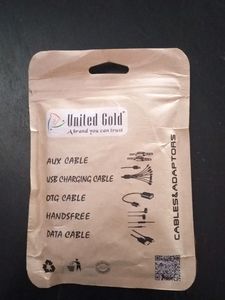 United Gold®
A brand you can trust
AUX CABLE
USB CHARGING CABLE
OTG CABLE
HANDSFREE
DATA CABLE
CABLES&ADAPTORS